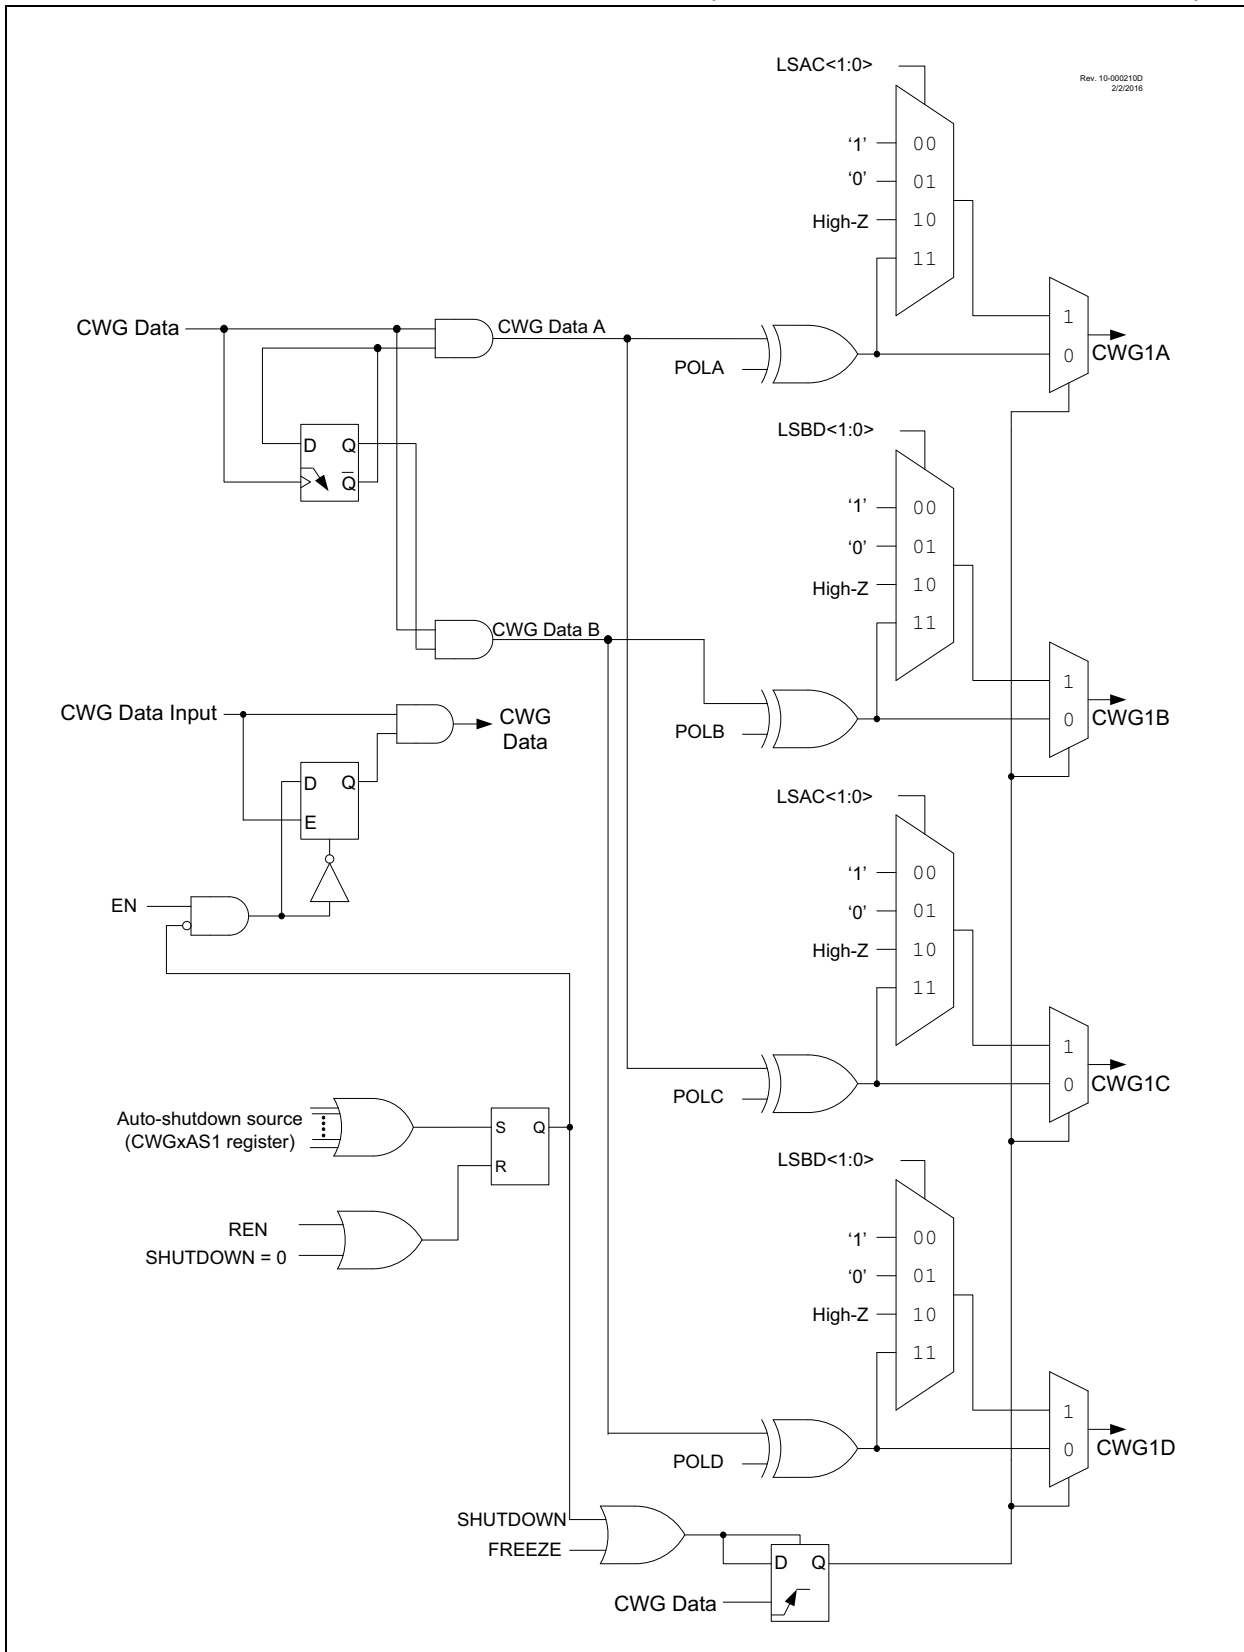 LSAC<1:0>
Rev. 10-000210D
2/2/2016
'1'
00
'0'
01
High-Z
10
11
CWG Data
CWG Data A
1
0
CWG1A
POLA
D
Q
Q̅
LSBD<1:0>
'1'
00
'0'
01
High-Z
10
11
CWG Data B
1
0
CWG1B
POLB
CWG Data Input
CWG
Data
D
Q
E
EN
LSAC<1:0>
'1'
00
'0'
01
High-Z
10
11
1
0
CWG1C
POLC
Auto-shutdown source
(CWGxAS1 register)
S
Q
R
REN
SHUTDOWN = 0
LSBD<1:0>
'1'
00
'0'
01
High-Z
10
11
1
0
CWG1D
POLD
SHUTDOWN
FREEZE
D
Q
CWG Data